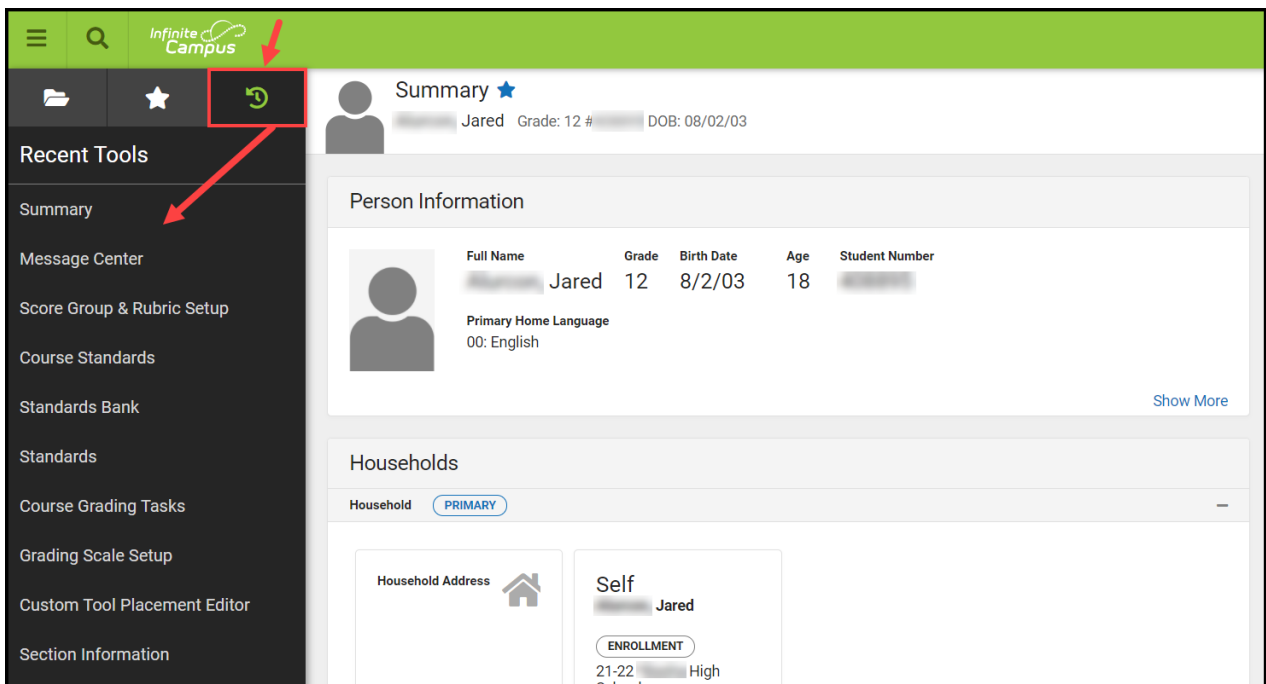 Infinite
Campus
Summary
Jared Grade: 12 # DOB: 08/02/03
Recent Tools
Summary
Message Center
Score Group & Rubric Setup
Course Standards
Standards Bank
Standards
Course Grading Tasks
Grading Scale Setup
Custom Tool Placement Editor
Section Information
Person Information
Full Name Grade Birth Date Age Student Number
Jared 12 8/2/03 18
Primary Home Language
00: English
Show More
Households
Household PRIMARY
Household Address
Self
Jared
ENROLLMENT
21-22 High